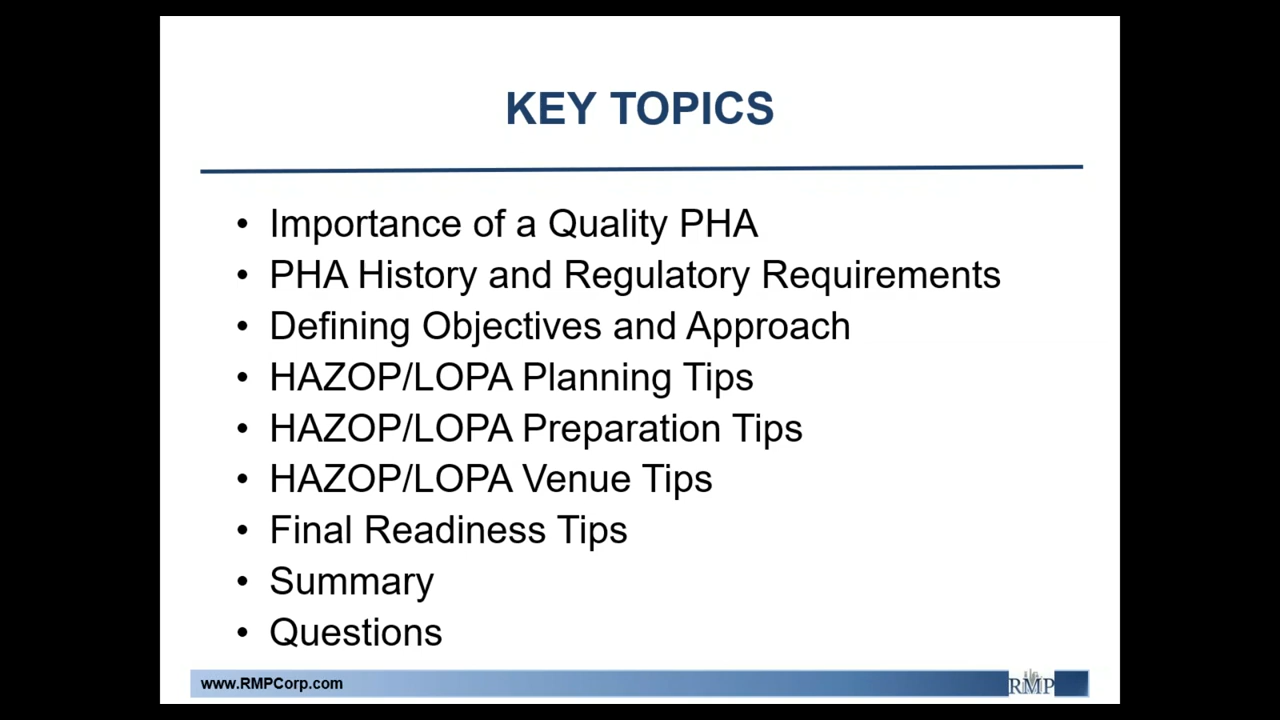 KEY TOPICS
• Importance of a Quality PHA
• PHA History and Regulatory Requirements
• Defining Objectives and Approach
• HAZOP/LOPA Planning Tips
• HAZOP/LOPA Preparation Tips
• HAZOP/LOPA Venue Tips
• Final Readiness Tips
• Summary
• Questions
www.RMPCorp.com
RMP